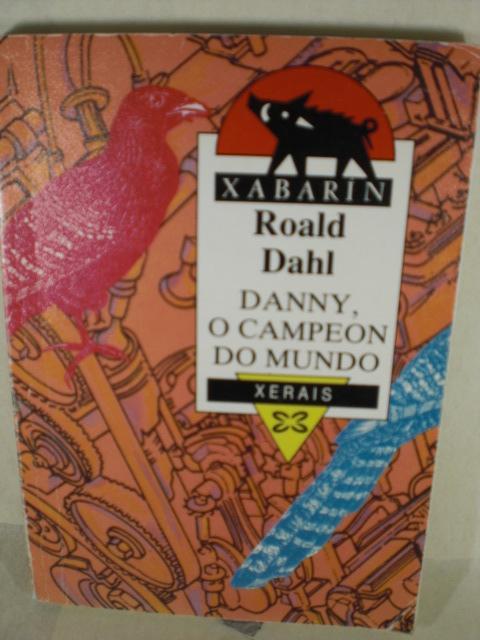 XABARIN
Roald
Dahl
DANNY,
O CAMPEON
DO MUNDO
XERAIS